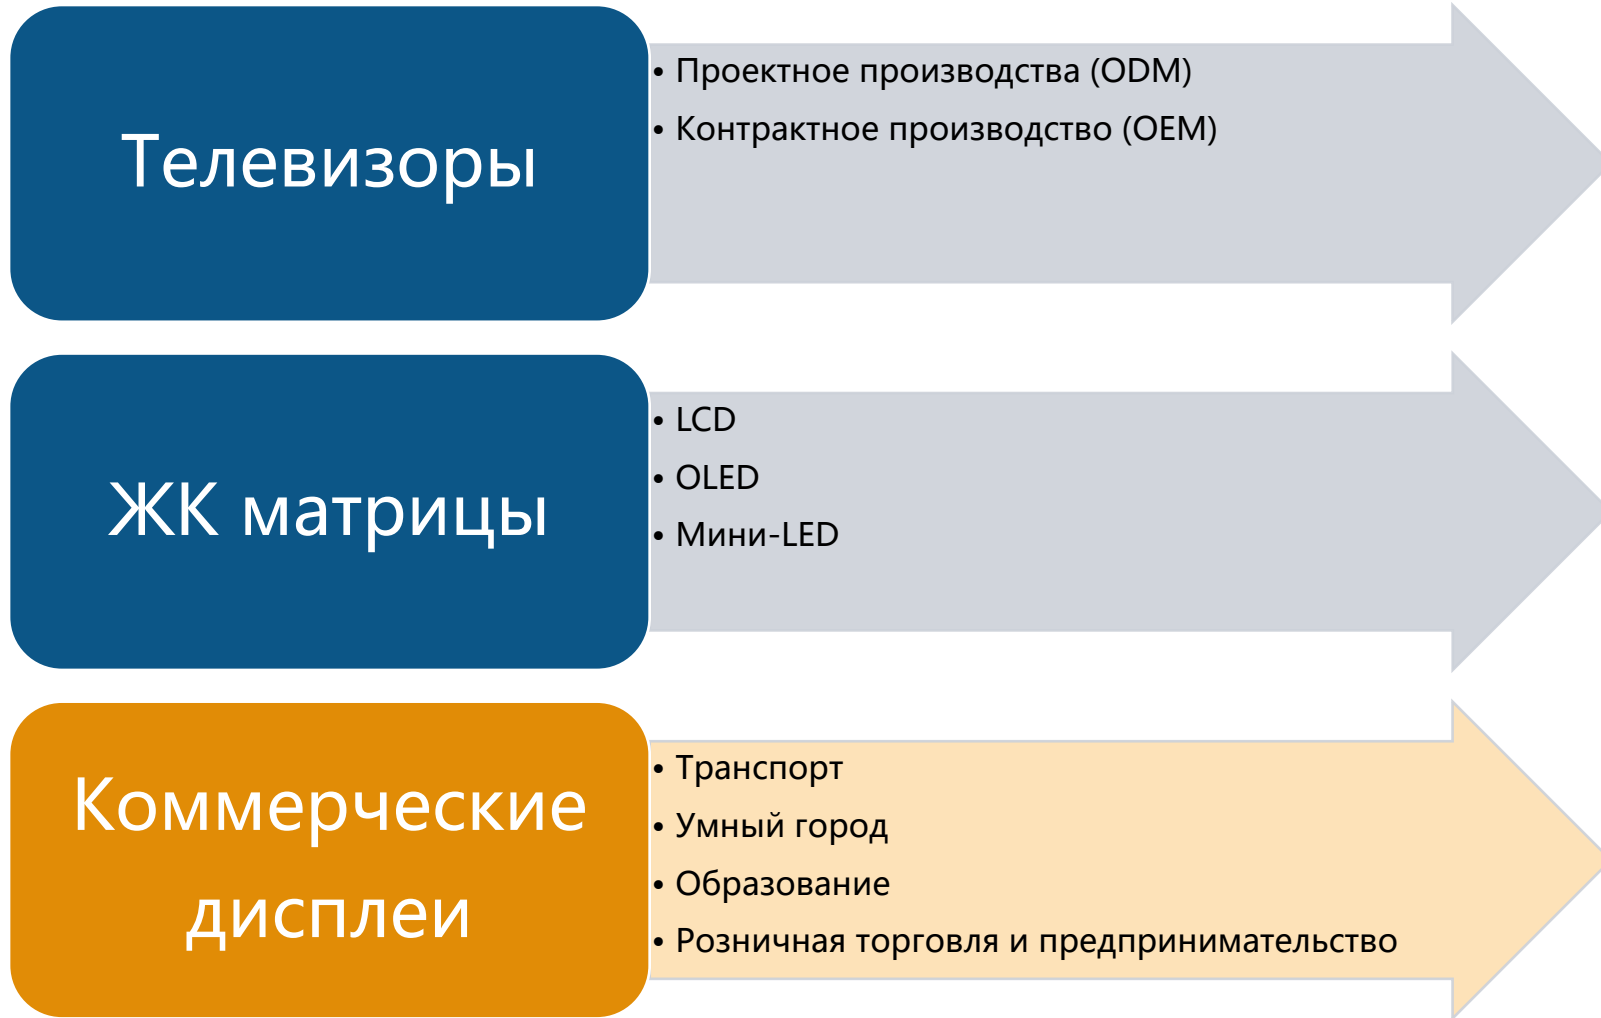 Телевизоры
• Проектное производства (ODM)
• Контрактное производство (OEM)
ЖК матрицы
• LCD
• OLED
• Мини-LED
Коммерческие
дисплеи
• Транспорт
• Умный город
• Образование
• Розничная торговля и предпринимательство